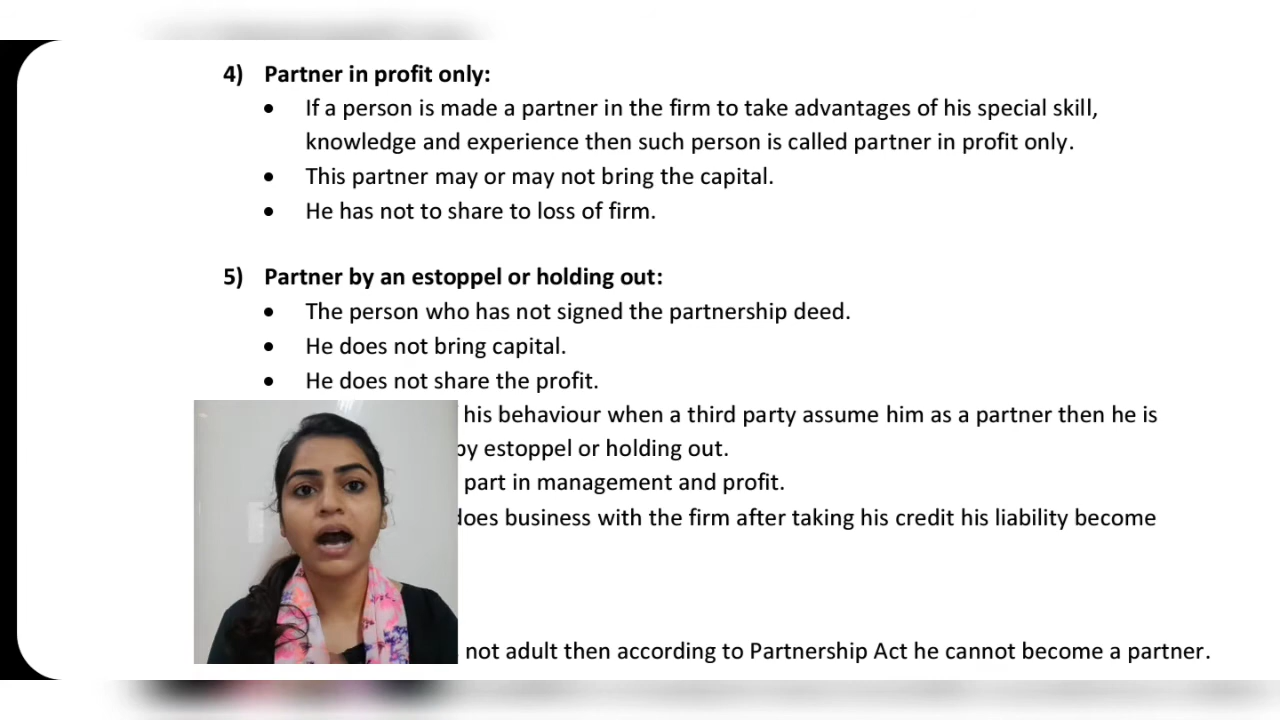 4) Partner in profit only:
• If a person is made a partner in the firm to take advantages of his special skill,
knowledge and experience then such person is called partner in profit only.
• This partner may or may not bring the capital.
• He has not to share to loss of firm.
5) Partner by an estoppel or holding out:
• The person who has not signed the partnership deed.
• He does not bring capital.
• He does not share the profit.
his behaviour when a third party assume him as a partner then he is
by estoppel or holding out.
part in management and profit.
does business with the firm after taking his credit his liability become
not adult then according to Partnership Act he cannot become a partner.